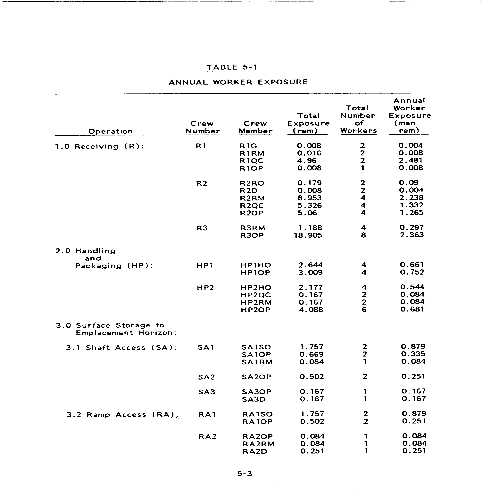 TABLE 5-1
ANNUAL WORKER EXPOSURE
Operation Crew Number Crew Member Total Exposure (rem) Total Number of Workers Annual Worker Exposure (man rem)
1.0 Receiving (R): R1 R1G 0.008 2 0.004
R1RM 0.016 2 0.008
R1QC 4.96 2 2.481
R1OP 0.008 1 0.008
R2 R2RO 0.179 2 0.09
R2D 0.008 2 0.004
R2RM 8.953 4 2.238
R2QC 5.326 4 1.332
R2OP 5.06 4 1.265
R3 R3RM 1.188 4 0.297
R3OP 18.905 8 2.363
2.0 Handling
and
Packaging (HP): HP1 HP1HO 2.644 4 0.661
HP1OP 3.009 4 0.752
HP2 HP2HO 2.177 4 0.544
HP2QC 0.167 2 0.084
HP2RM 0.167 2 0.084
HP2OP 4.088 6 0.681
3.0 Surface Storage to
Emplacement Horizon:
3.1 Shaft Access (SA): SA1 SA1SO 1.757 2 0.879
SA1OP 0.669 2 0.335
SA1RM 0.084 1 0.084
SA2 SA2OP 0.502 2 0.251
SA3 SA3OP 0.167 1 0.167
SA3D 0.167 1 0.167
3.2 Ramp Access (RA), RA1 RA1SO 1.757 2 0.879
RA1OP 0.502 2 0.251
RA2 RA2OP 0.084 1 0.084
RA2RM 0.084 1 0.084
RA2D 0.251 1 0.251
5-3